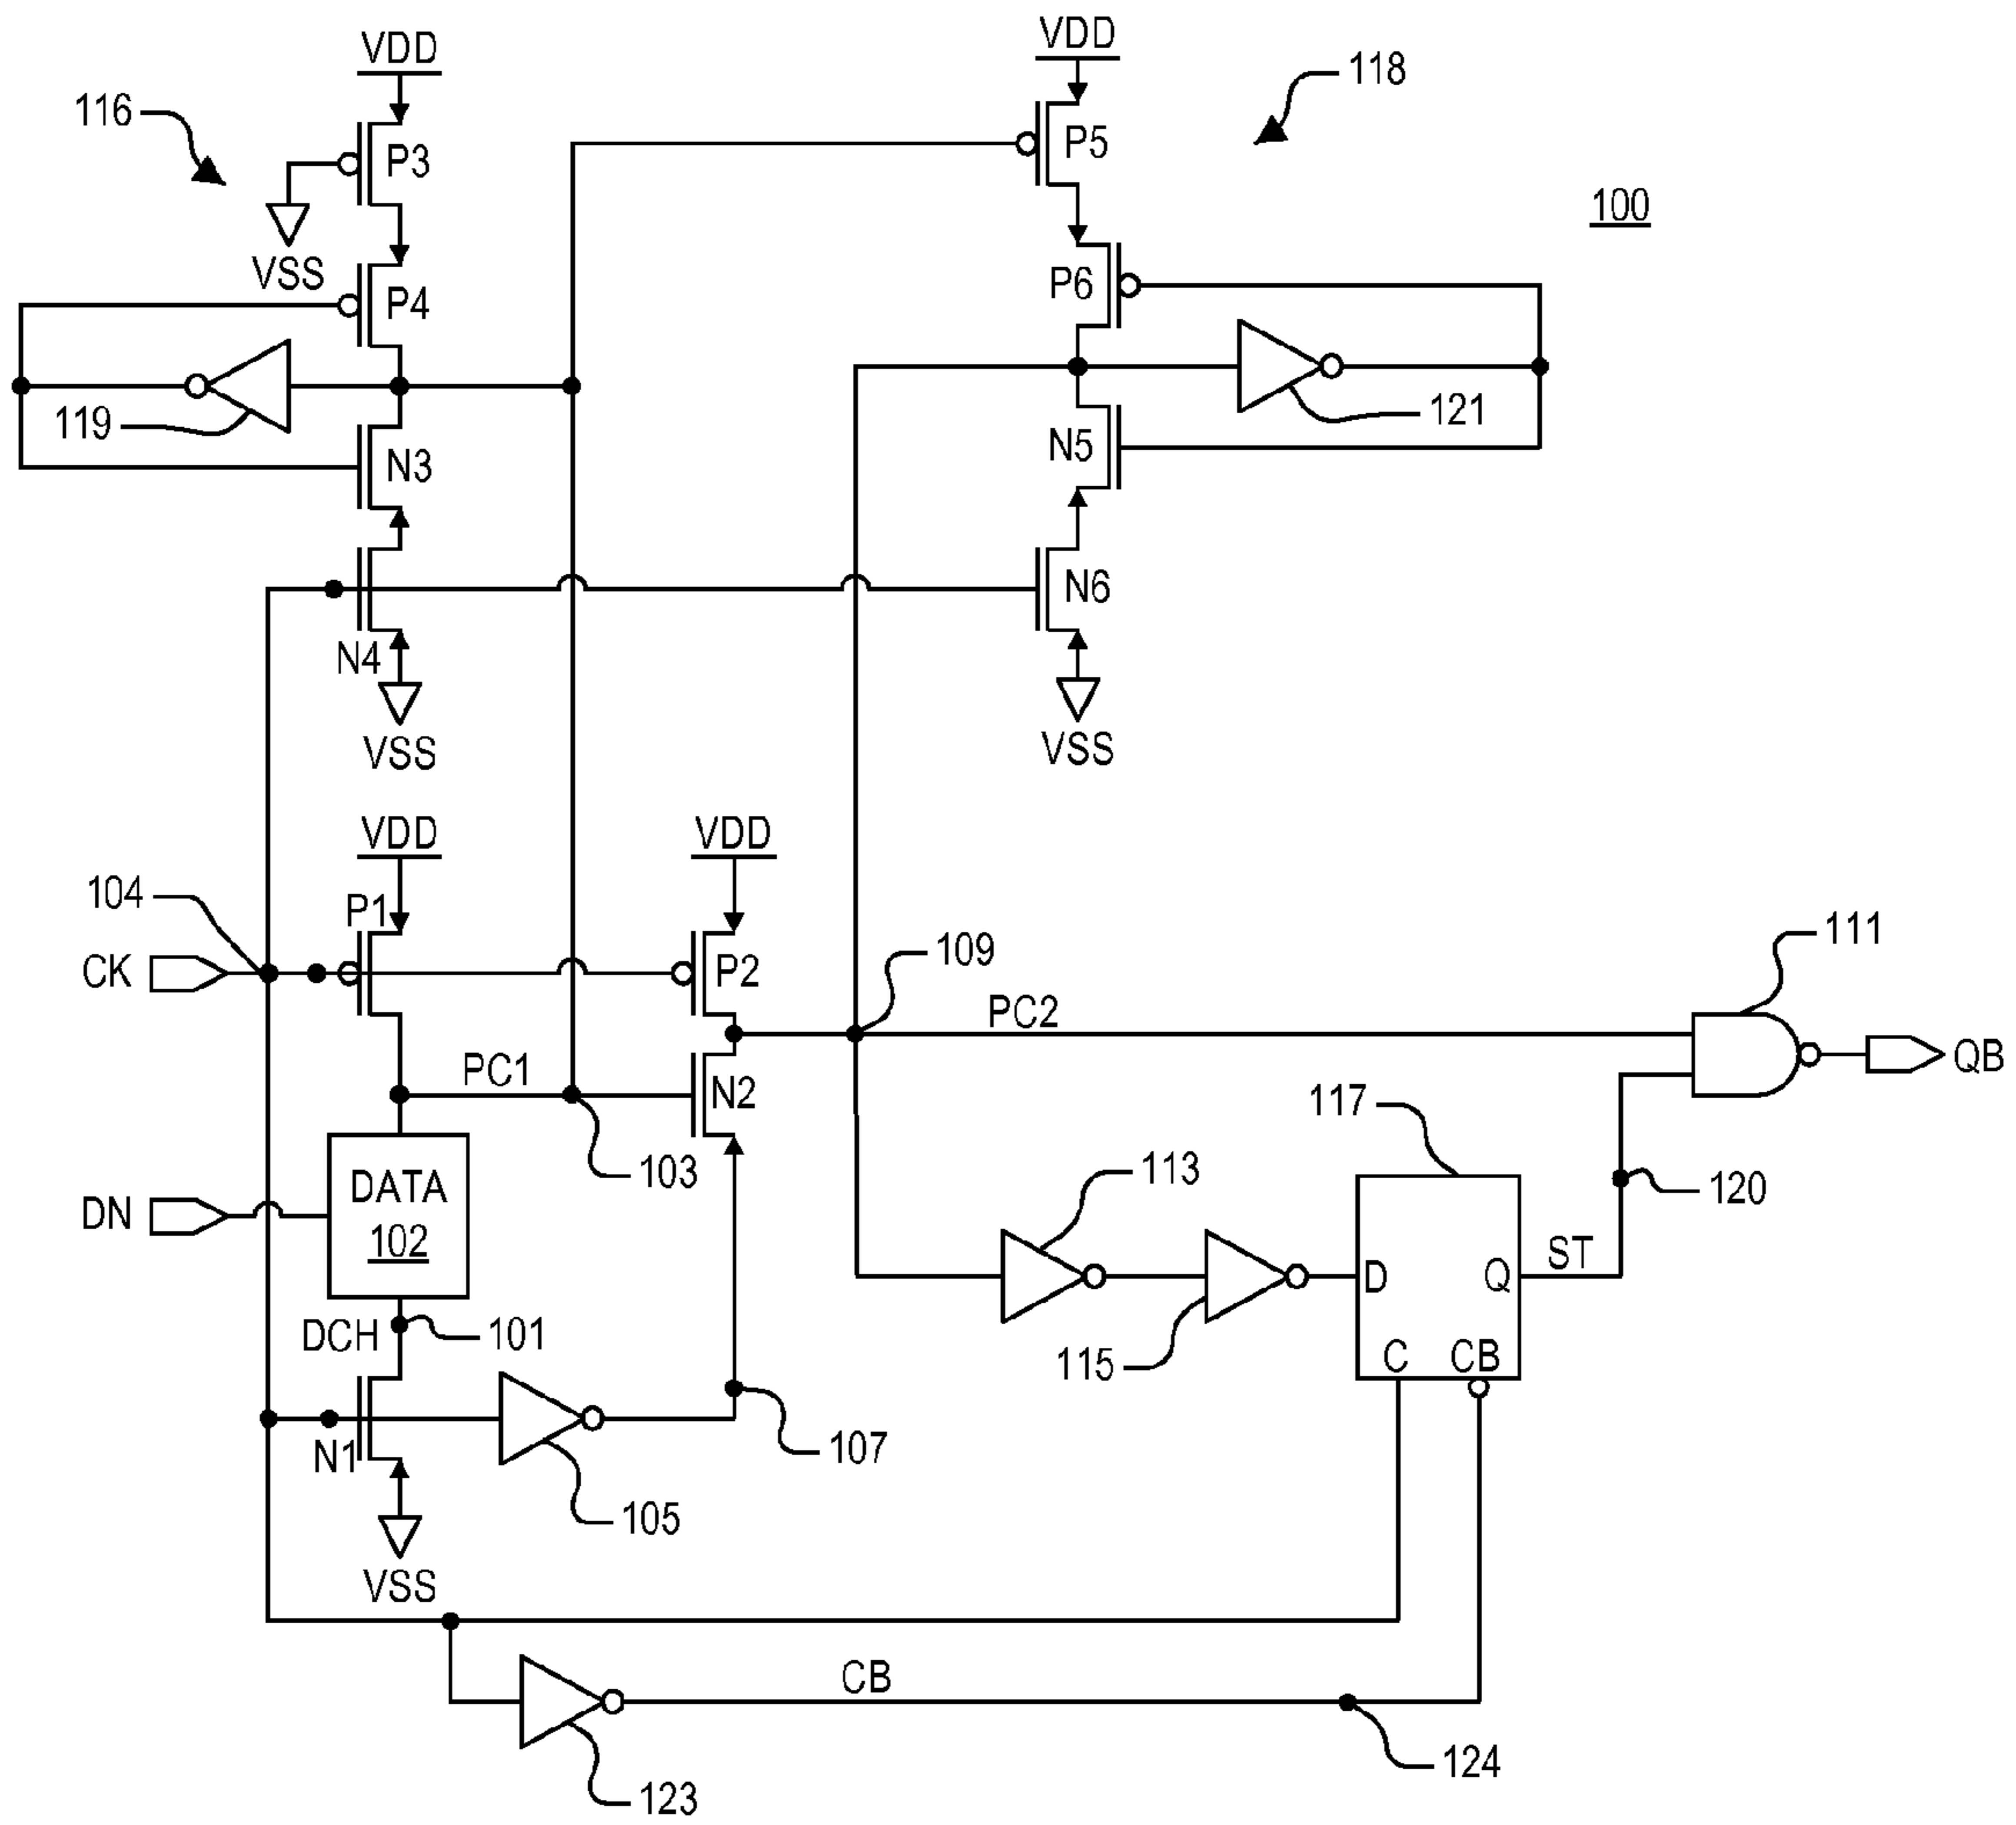 VDD
VDD
116
118
P3
P5
100
VSS
P4
P6
119
121
N3
N5
N4
N6
VSS
VSS
VDD
VDD
104
P1
111
CK
P2
109
PC2
QB
PC1
N2
117
103
113
DATA
102
DN
120
ST
D
Q
DCH
101
115
C
CB
N1
107
105
VSS
CB
124
123